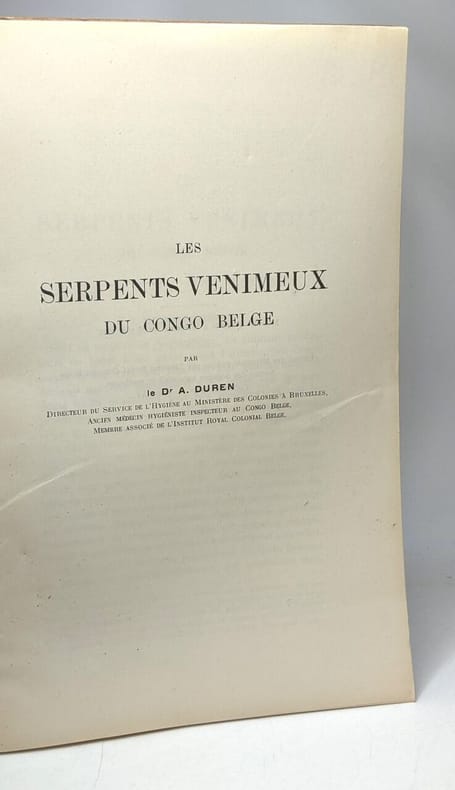 LES
SERPENTS VENIMEUX
DU CONGO BELGE
PAR
le Dr A. DUREN
DIRECTEUR DU SERVICE DE L'HYGIÈNE AU MINISTÈRE DES COLONIES À BRUXELLES,
ANCIEN MÉDECIN HYGIÉNISTE INSPECTEUR AU CONGO BELGE,
MEMBRE ASSOCIÉ DE L'INSTITUT ROYAL COLONIAL BELGE.